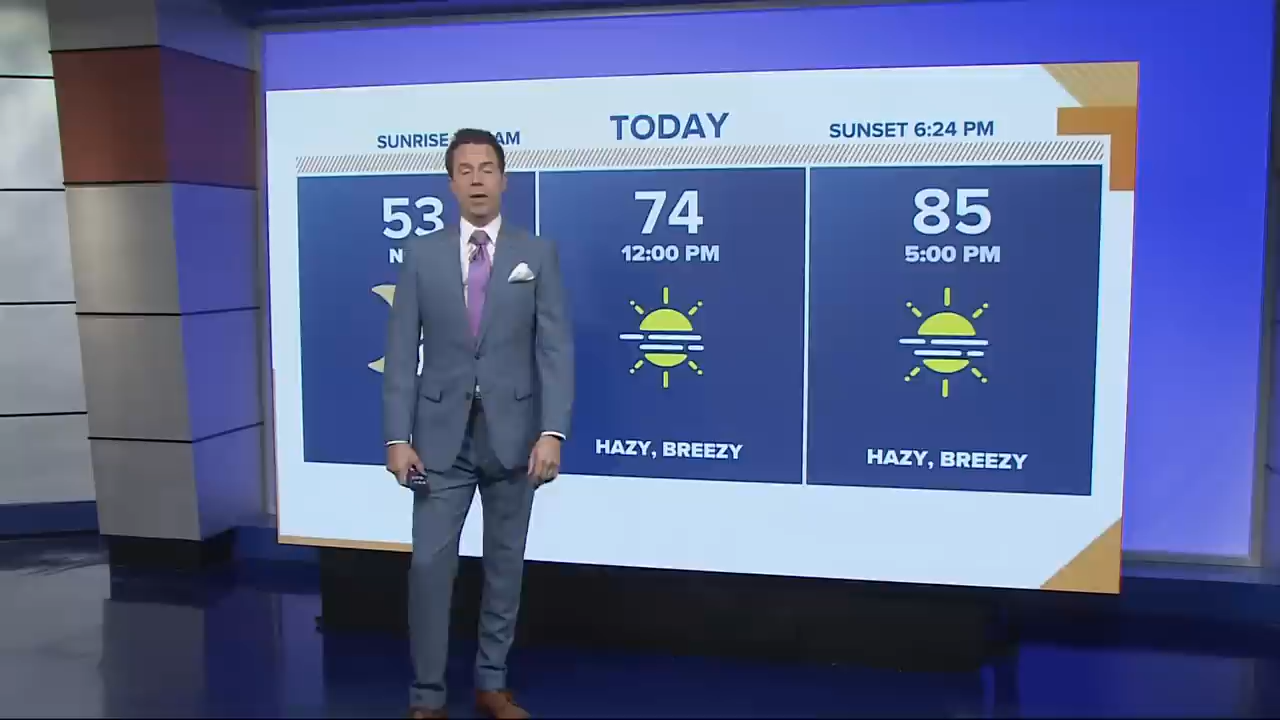 TODAY
SUNRISE AM
SUNSET 6:24 PM
53
74
12:00 PM
HAZY, BREEZY
85
5:00 PM
HAZY, BREEZY